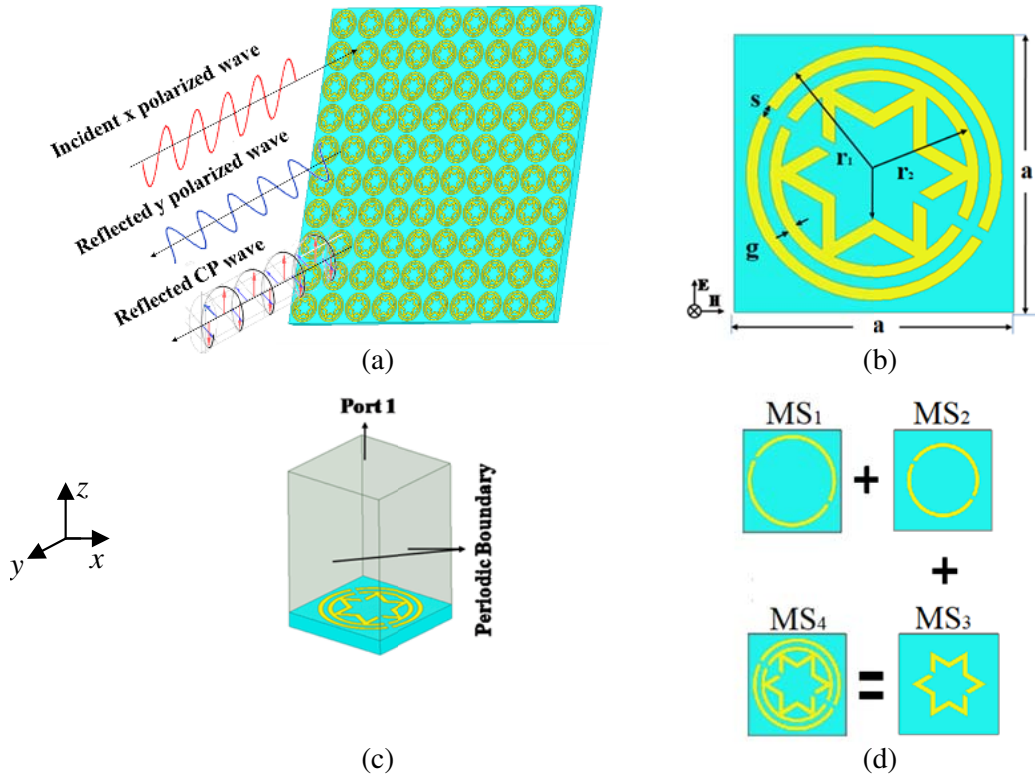 Incident x polarized wave
Reflected y polarized wave
Reflected CP wave
(a)
s
r1
r2
g
a
a
E
H
(b)
Port 1
Periodic Boundary
z
y
x
(c)
MS1
MS2
+
+
MS4
MS3
=
(d)